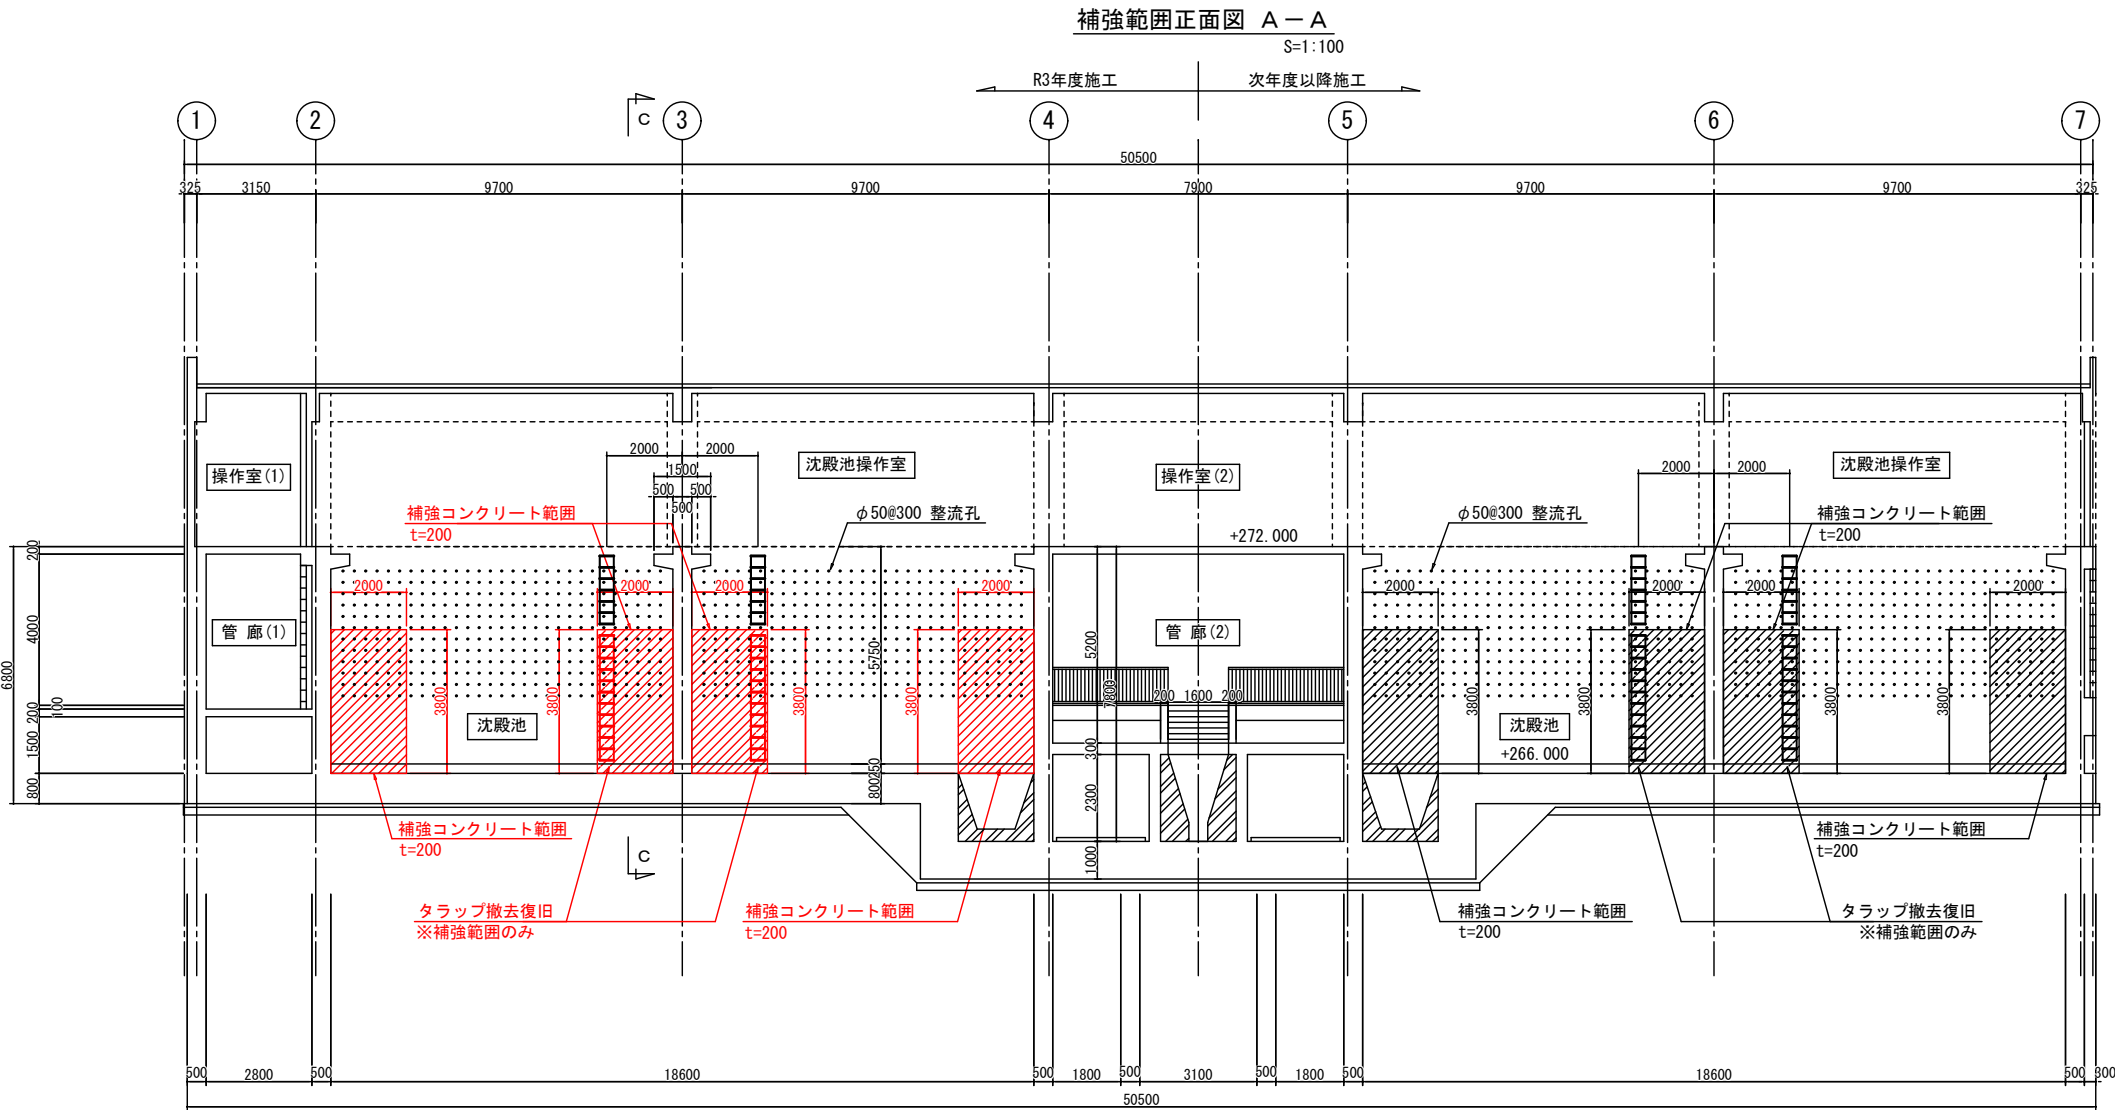 補強範囲正面図 A-A
S=1:100
R3年度施工
次年度以降施工
C
1
2
3
4
5
6
7
50500
325
3150
9700
9700
7900
9700
9700
325
操作室(1)
2000
2000
1500
500
500
500
沈殿池操作室
操作室(2)
2000
2000
沈殿池操作室
補強コンクリート範囲
t=200
φ50@300 整流孔
+272.000
φ50@300 整流孔
補強コンクリート範囲
t=200
200
4000
6800
100
200
1500
800
管 廊(1)
2000
2000
2000
2000
3800
3800
3800
3800
沈殿池
5750
250
800
管 廊(2)
5200
7800
200
1600
200
300
2300
1000
2000
2000
2000
2000
3800
3800
3800
3800
沈殿池
+266.000
補強コンクリート範囲
t=200
C
補強コンクリート範囲
t=200
タラップ撤去復旧
※補強範囲のみ
補強コンクリート範囲
t=200
補強コンクリート範囲
t=200
タラップ撤去復旧
※補強範囲のみ
500
2800
500
18600
500
1800
500
3100
500
1800
500
18600
500
300
50500